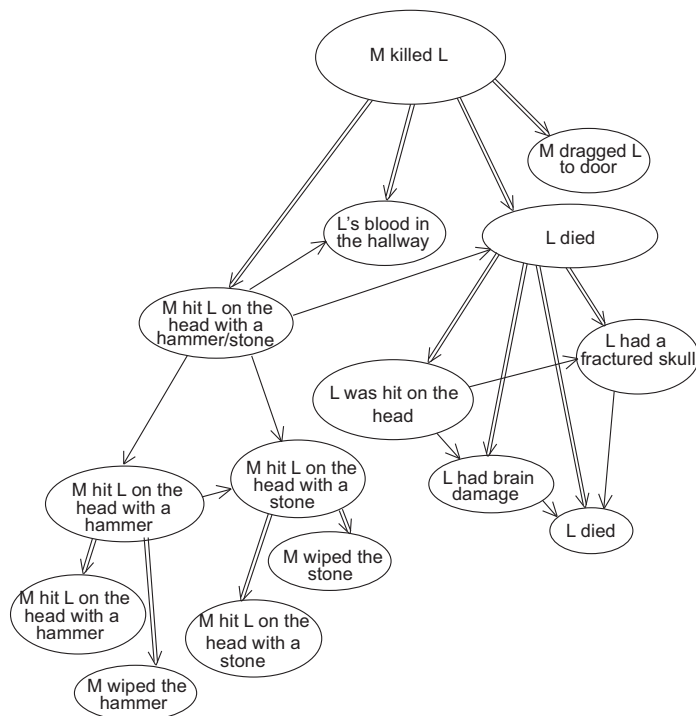 M killed L
M dragged L
to door
L's blood in
the hallway
L died
M hit L on the
head with a
hammer/stone
L had a
fractured skull
L was hit on the
head
M hit L on the
head with a
stone
L had brain
damage
M hit L on the
head with a
hammer
L died
M wiped the
stone
M hit L on the
head with a
hammer
M hit L on the
head with a
stone
M wiped the
hammer